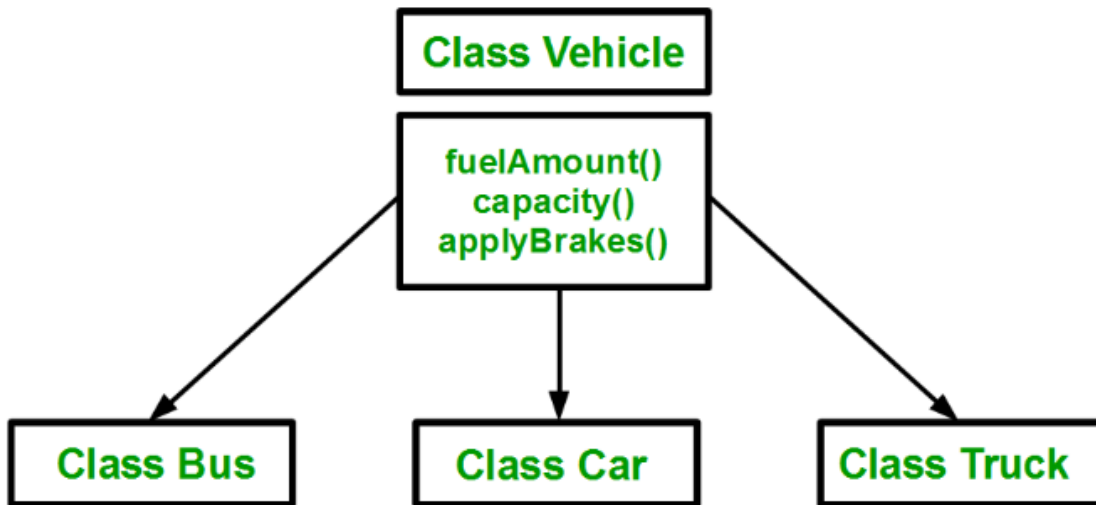 Class Vehicle
fuelAmount()
capacity()
applyBrakes()
Class Bus
Class Car
Class Truck